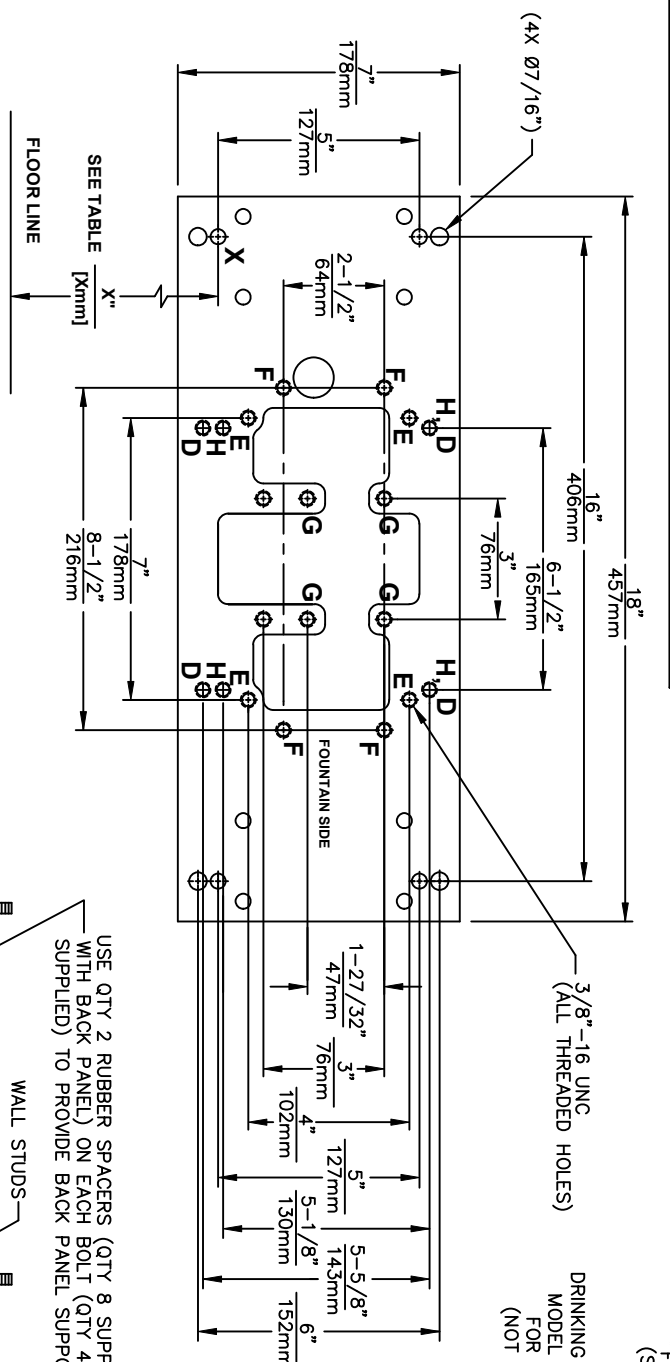 (4X Ø7/16")
7"
178mm
5"
127mm
SEE TABLE
X"
[Xmm]
FLOOR LINE
18"
457mm
16"
406mm
6-1/2"
165mm
3"
76mm
2-1/2"
64mm
X
F
F
H, D
E
E
H
D
G
G
G
G
H, D
E
E
H
D
F
F
FOUNTAIN SIDE
7"
178mm
8-1/2"
216mm
3/8"-16 UNC
(ALL THREADED HOLES)
1-27/32"
47mm
3"
76mm
4"
102mm
5"
127mm
5-1/8"
130mm
5-5/8"
143mm
6"
152mm
DRINKING
MODEL
FOR
(NOT
USE QTY 2 RUBBER SPACERS (QTY 8 SUPP
WITH BACK PANEL) ON EACH BOLT (QTY 4
SUPPLIED) TO PROVIDE BACK PANEL SUPPO
WALL STUDS